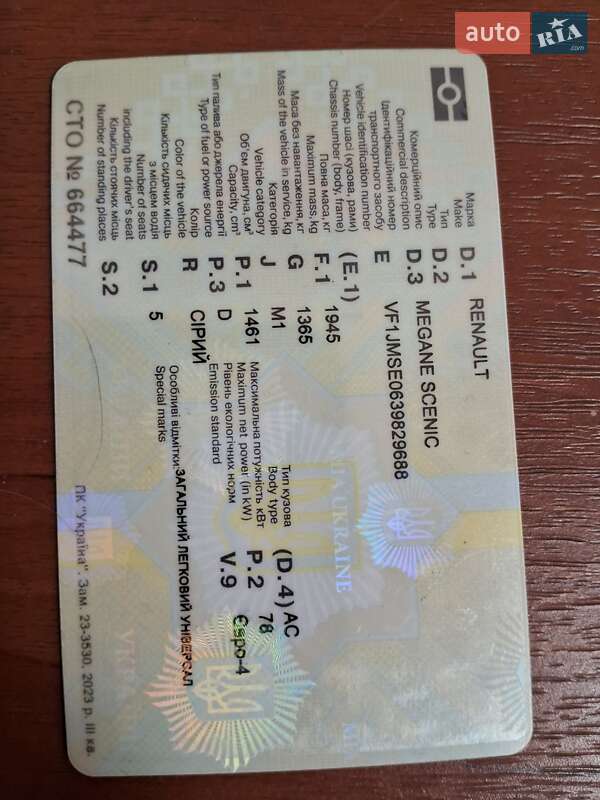 auto RIA.com
Марка
Make D.1 RENAULT
Тип
Type D.2
Комерційний опис
Commercial description D.3 MEGANE SCENIC
Ідентифікаційний номер
транспортного засобу
Vehicle identification number E VF1JMSE0639829688
Номер шасі (кузова, рами)
Chassis number (body, frame) (E.1)
Повна маса, кг
Maximum mass, kg F.1 1945
Маса без навантаження, кг
Mass of the vehicle in service, kg G 1365
Категорія
Vehicle category J M1
Тип кузова
Body type (D.4) АС
Об'єм двигуна, см³
Capacity, cm³ P.1 1461
Максимальна потужність кВт
Maximum net power (in kW) P.2 78
Тип палива або джерела енергії
Type of fuel or power source P.3 D
Рівень екологічних норм
Emission standard V.9 Євро-4
Колір
Color of the vehicle R СІРИЙ
Кількість сидячих місць
з місцем водія
Number of seats
including the driver's seat S.1 5
Особливі відмітки: ЗАГАЛЬНИЙ ЛЕГКОВИЙ УНІВЕРСАЛ
Special marks
Кількість стоячих місць
Number of standing places S.2
СТО № 664477
ПК "Україна". Зам. 23-3530. 2023 р. III кв.
UKRAINE